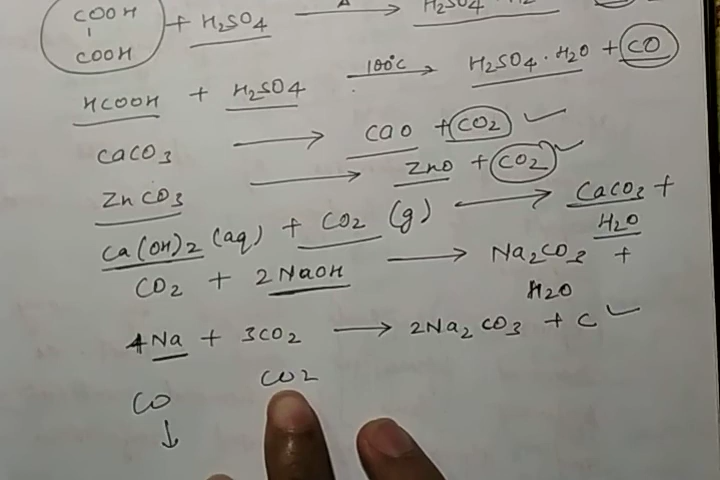 COOH
COOH + H2SO4 Δ→ H2SO4 ·
HCOOH + H2SO4 100°C→ H2SO4 · H2O + CO
CaCO3 → CaO + CO2 ✓
ZnCO3 → ZnO + CO2 ✓
Ca(OH)2 (aq) + CO2 (g) → CaCO3 + H2O
CO2 + 2NaOH → Na2CO3 + H2O
4Na + 3CO2 → 2Na2CO3 + C ✓
CO CO2
↓